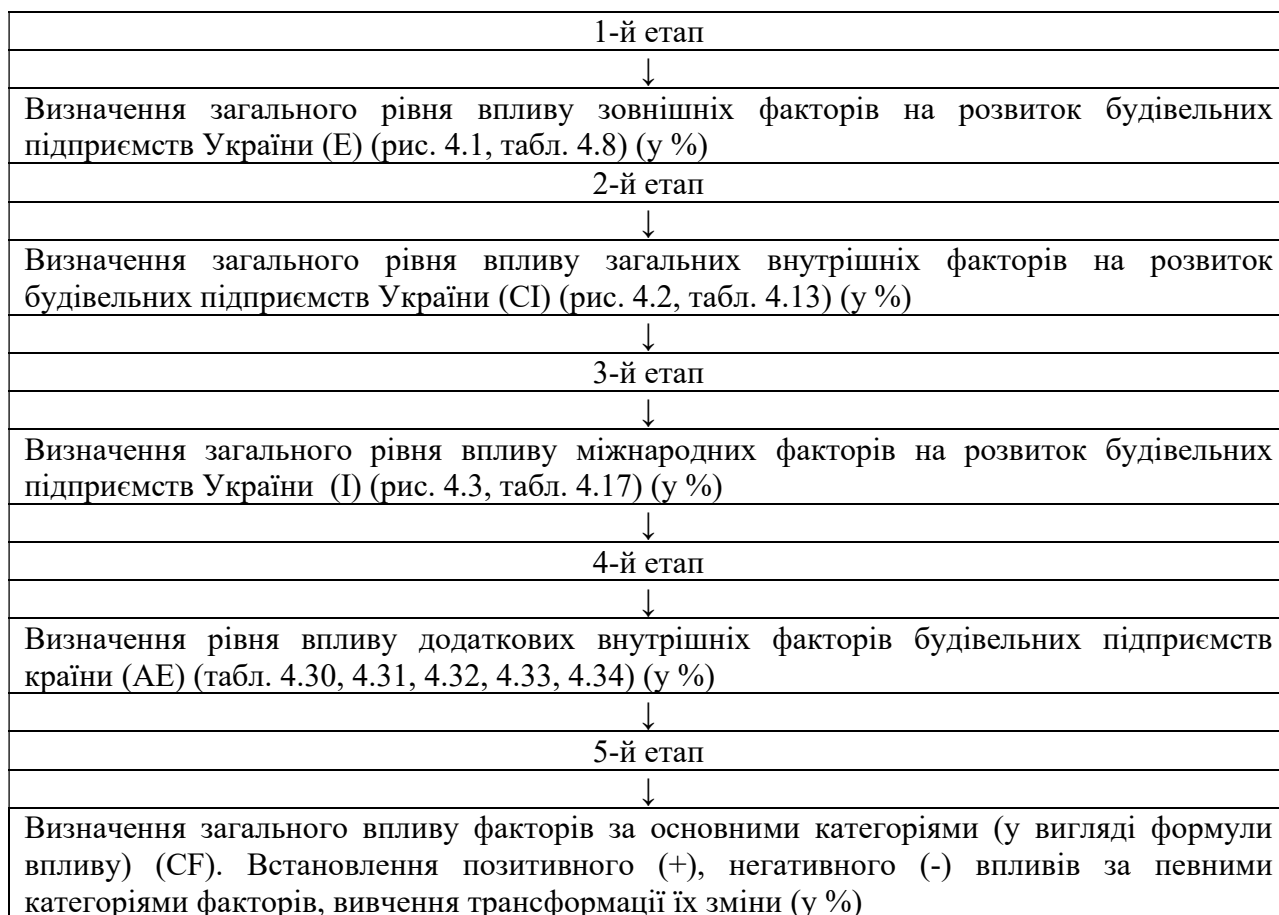 1-й етап
↓
Визначення загального рівня впливу зовнішніх факторів на розвиток будівельних
підприємств України (Е) (рис. 4.1, табл. 4.8) (у %)
2-й етап
↓
Визначення загального рівня впливу загальних внутрішніх факторів на розвиток
будівельних підприємств України (СІ) (рис. 4.2, табл. 4.13) (у %)
↓
3-й етап
↓
Визначення загального рівня впливу міжнародних факторів на розвиток будівельних
підприємств України (І) (рис. 4.3, табл. 4.17) (у %)
↓
4-й етап
↓
Визначення рівня впливу додаткових внутрішніх факторів будівельних підприємств
країни (АЕ) (табл. 4.30, 4.31, 4.32, 4.33, 4.34) (у %)
↓
5-й етап
↓
Визначення загального впливу факторів за основними категоріями (у вигляді формули
впливу) (CF). Встановлення позитивного (+), негативного (-) впливів за певними
категоріями факторів, вивчення трансформації їх зміни (у %)